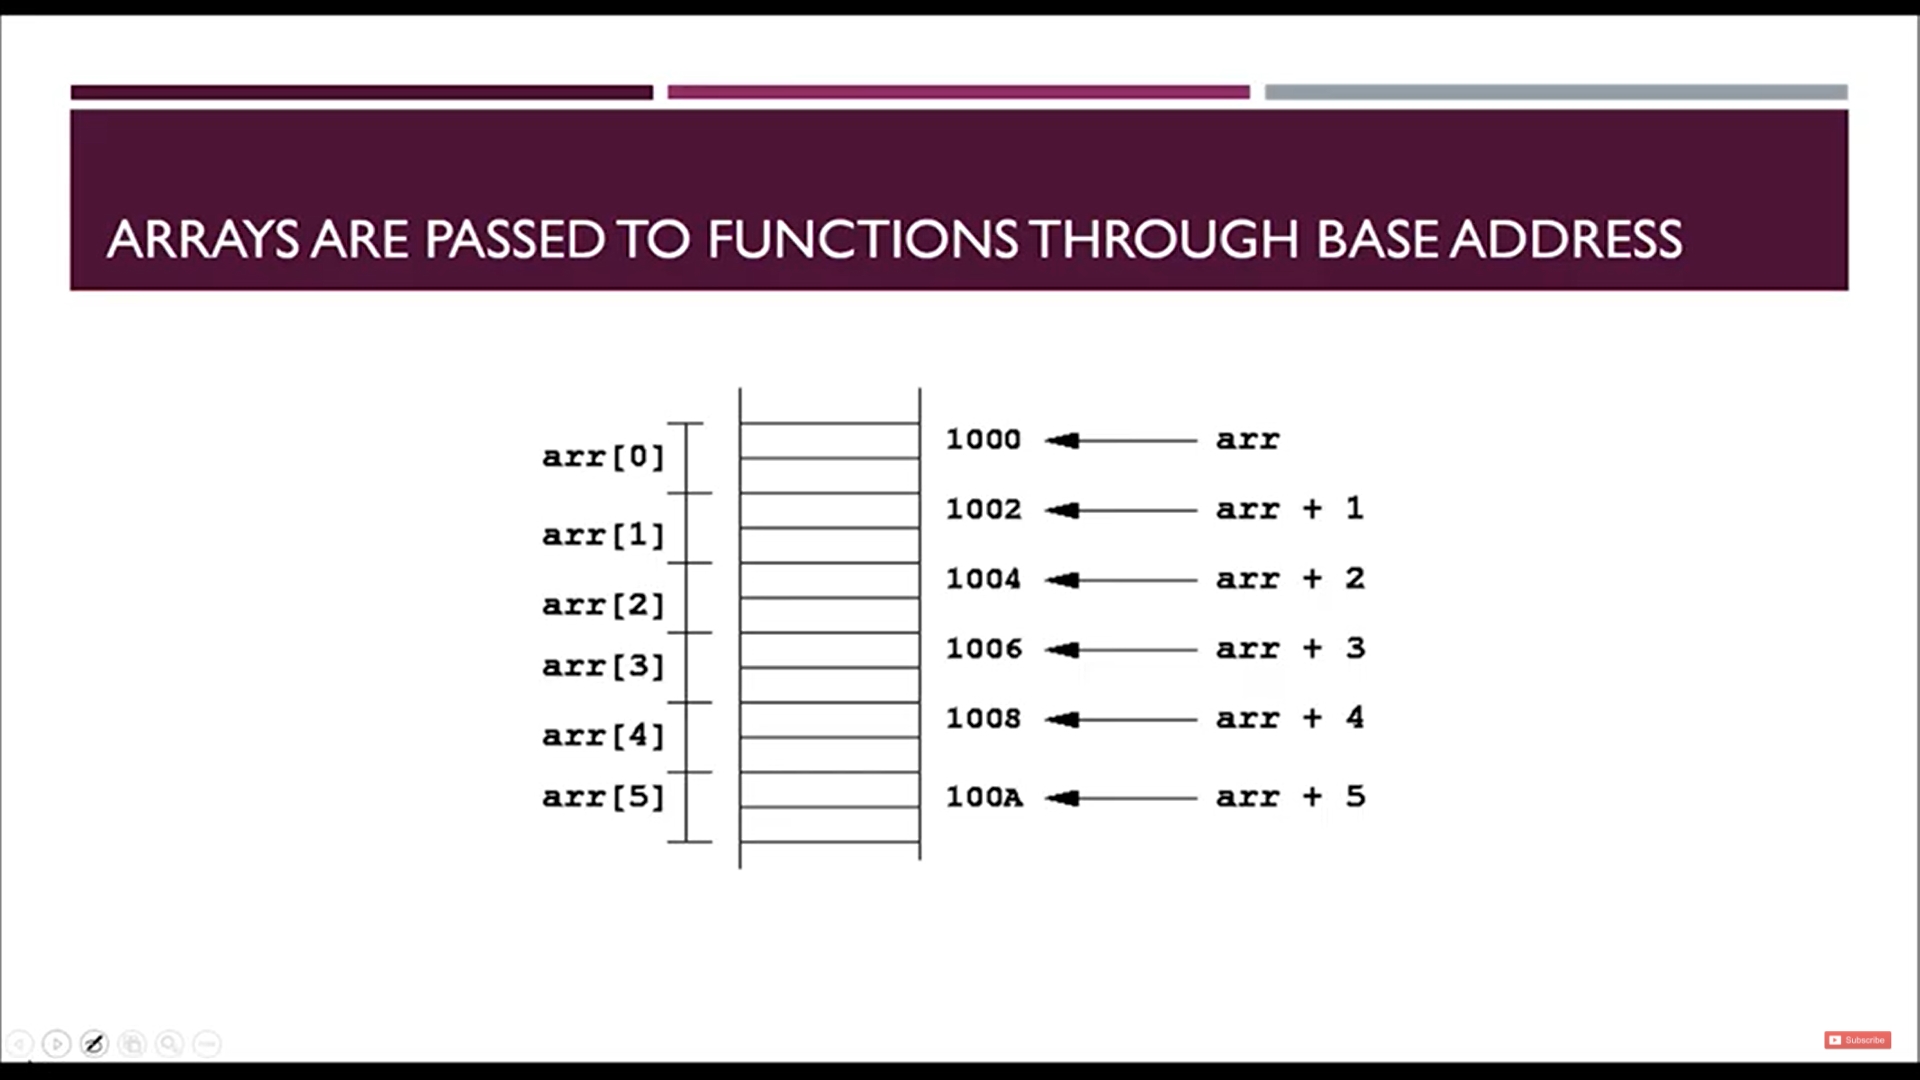 ARRAYS ARE PASSED TO FUNCTIONS THROUGH BASE ADDRESS
arr[0] 1000 arr
arr[1] 1002 arr + 1
arr[2] 1004 arr + 2
arr[3] 1006 arr + 3
arr[4] 1008 arr + 4
arr[5] 100A arr + 5
Subscribe